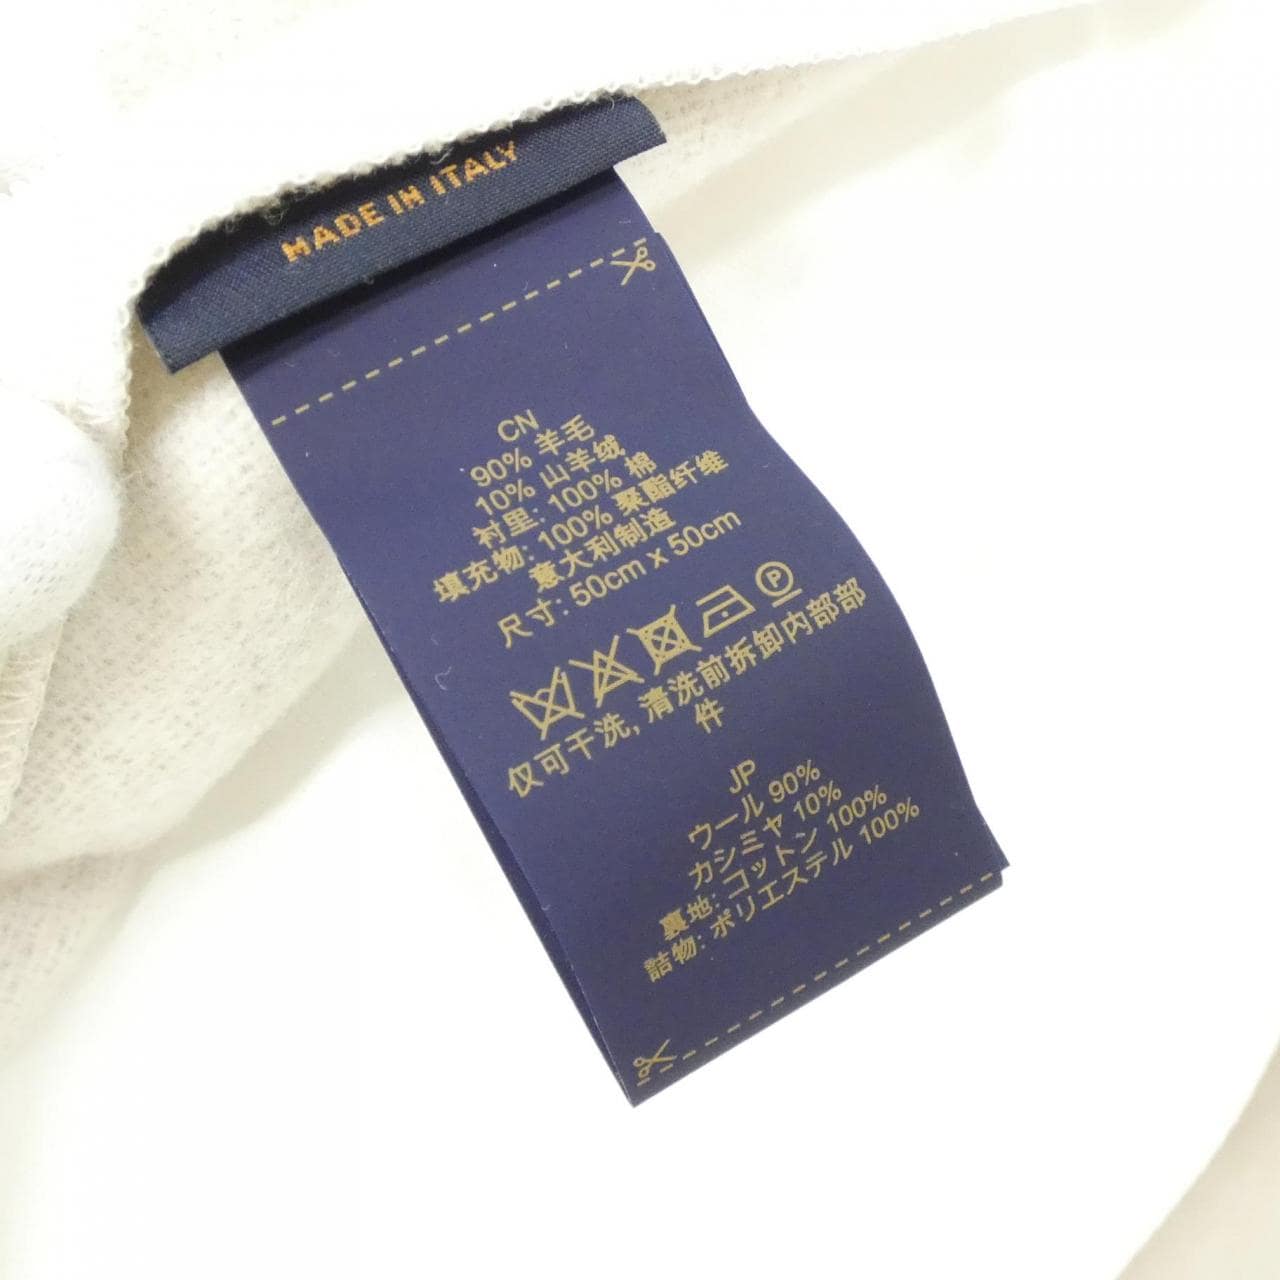 MADE IN ITALY
CN
90% 羊毛
10% 山羊绒
衬里: 100% 棉
填充物: 100% 聚酯纤维
意大利制造
尺寸: 50cm x 50cm
P
仅可干洗, 清洗前拆卸内部部
件
JP
ウール 90%
カシミヤ 10%
裏地: コットン 100%
詰物: ポリエステル 100%